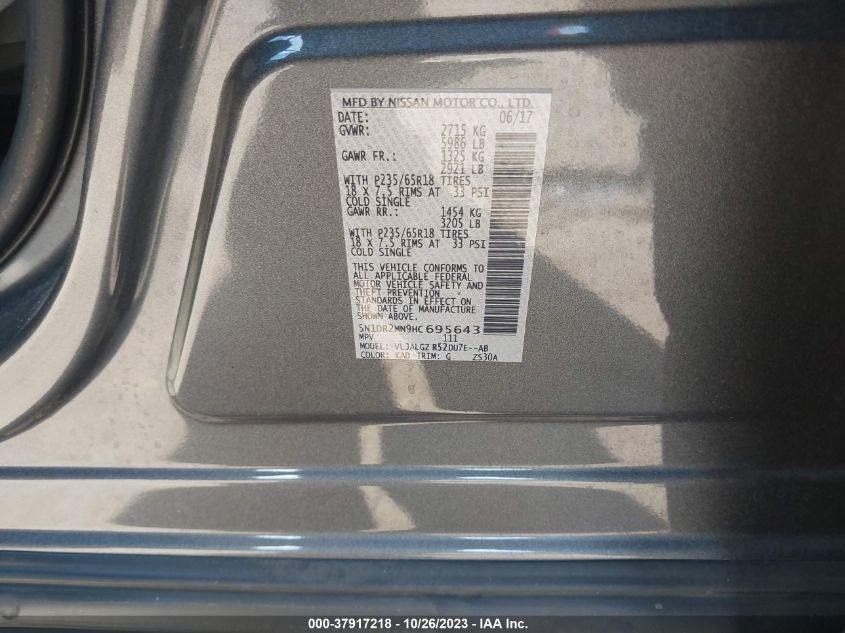 MFD BY NISSAN MOTOR CO., LTD.
DATE: 06/17
GVWR: 2715 KG
5986 LB
GAWR FR.: 1325 KG
2921 LB
WITH P235/65R18 TIRES
18 X 7.5 RIMS AT 33 PSI
COLD SINGLE
GAWR RR.: 1454 KG
3205 LB
WITH P235/65R18 TIRES
18 X 7.5 RIMS AT 33 PSI
COLD SINGLE
THIS VEHICLE CONFORMS TO
ALL APPLICABLE FEDERAL
MOTOR VEHICLE SAFETY AND
THEFT PREVENTION
STANDARDS IN EFFECT ON
THE DATE OF MANUFACTURE
SHOWN ABOVE.
5N1DR2MN9HC695643
MPV 111
MODEL: VLJALGZ R52DU7E--AB
COLOR: KAD TRIM: G ZS30A
000-37917218 - 10/26/2023 - IAA Inc.